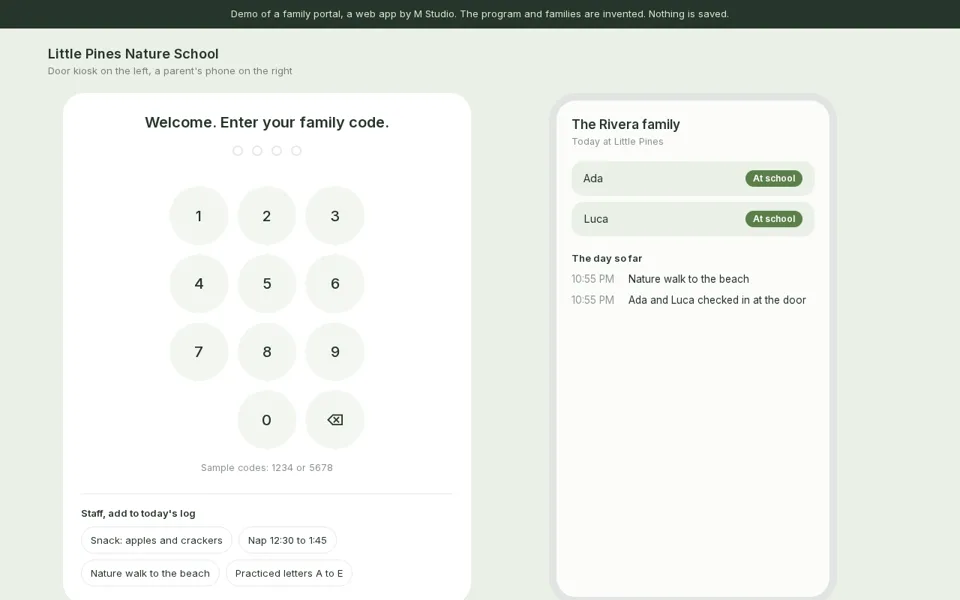 Demo of a family portal, a web app by M Studio. The program and families are invented. Nothing is saved.
Little Pines Nature School
Door kiosk on the left, a parent's phone on the right
Welcome. Enter your family code.
1 2 3
4 5 6
7 8 9
0
Sample codes: 1234 or 5678
Staff, add to today's log
Snack: apples and crackers
Nap 12:30 to 1:45
Nature walk to the beach
Practiced letters A to E
The Rivera family
Today at Little Pines
Ada At school
Luca At school
The day so far
10:55 PM Nature walk to the beach
10:55 PM Ada and Luca checked in at the door